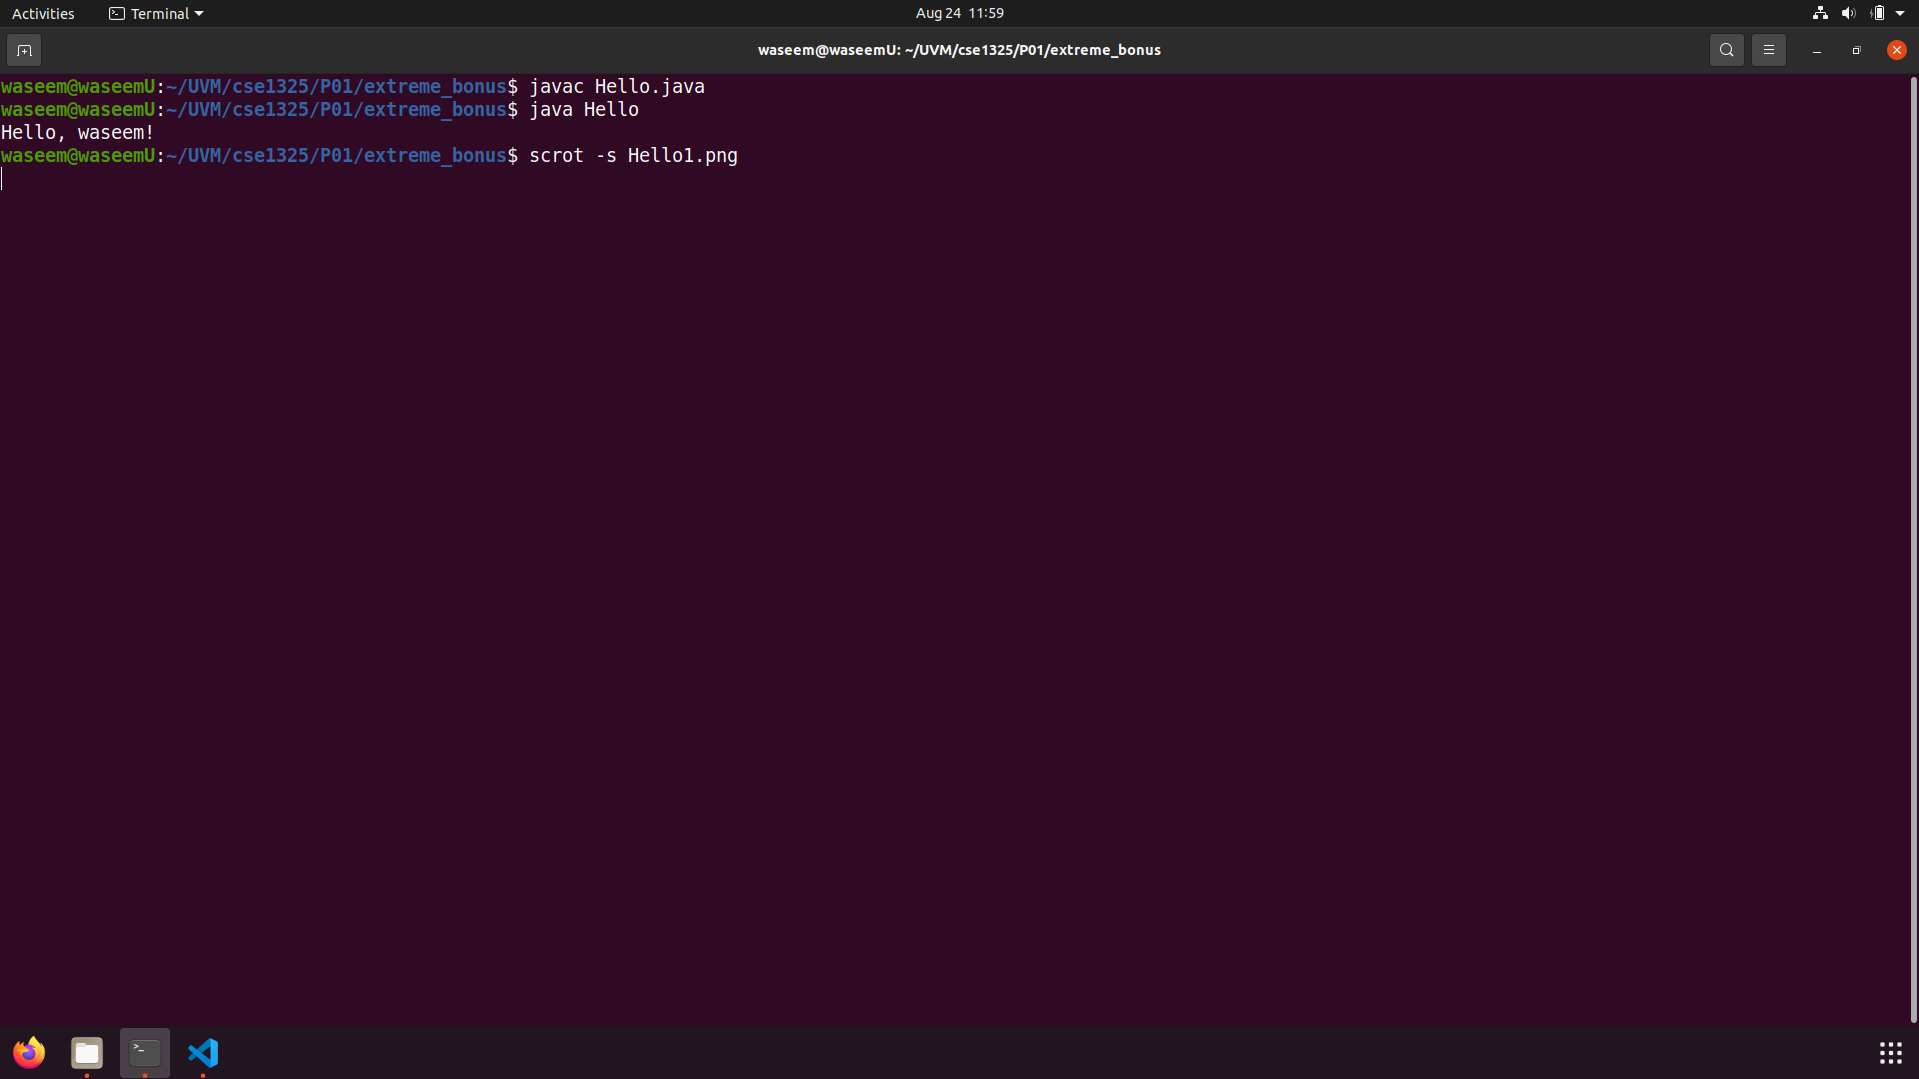 Activities Terminal Aug 24 11:59
waseem@waseemU: ~/UVM/cse1325/P01/extreme_bonus
waseem@waseemU:~/UVM/cse1325/P01/extreme_bonus$ javac Hello.java
waseem@waseemU:~/UVM/cse1325/P01/extreme_bonus$ java Hello
Hello, waseem!
waseem@waseemU:~/UVM/cse1325/P01/extreme_bonus$ scrot -s Hello1.png